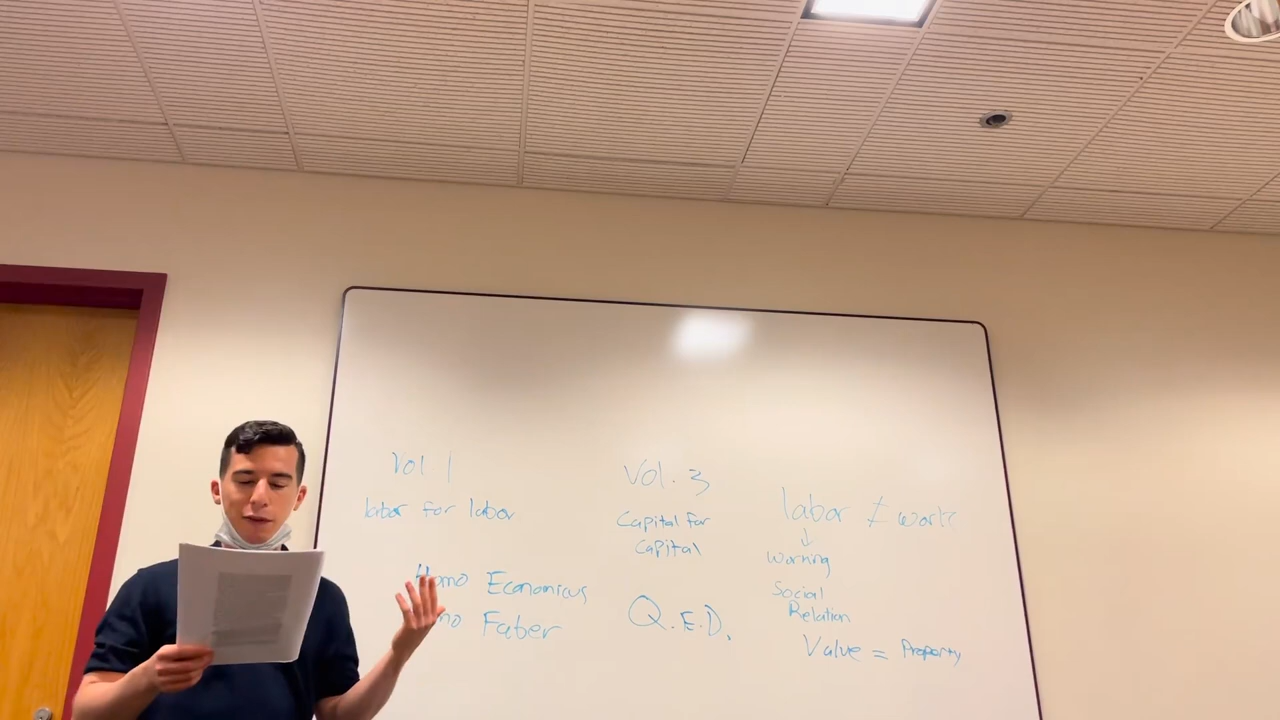 Vol 1
labor for labor
Homo Economicus
Faber
Vol. 3
Capital for
Capital
Q.E.D.
labor ≠ work
↓
Working
Social
Relation
Value = Property